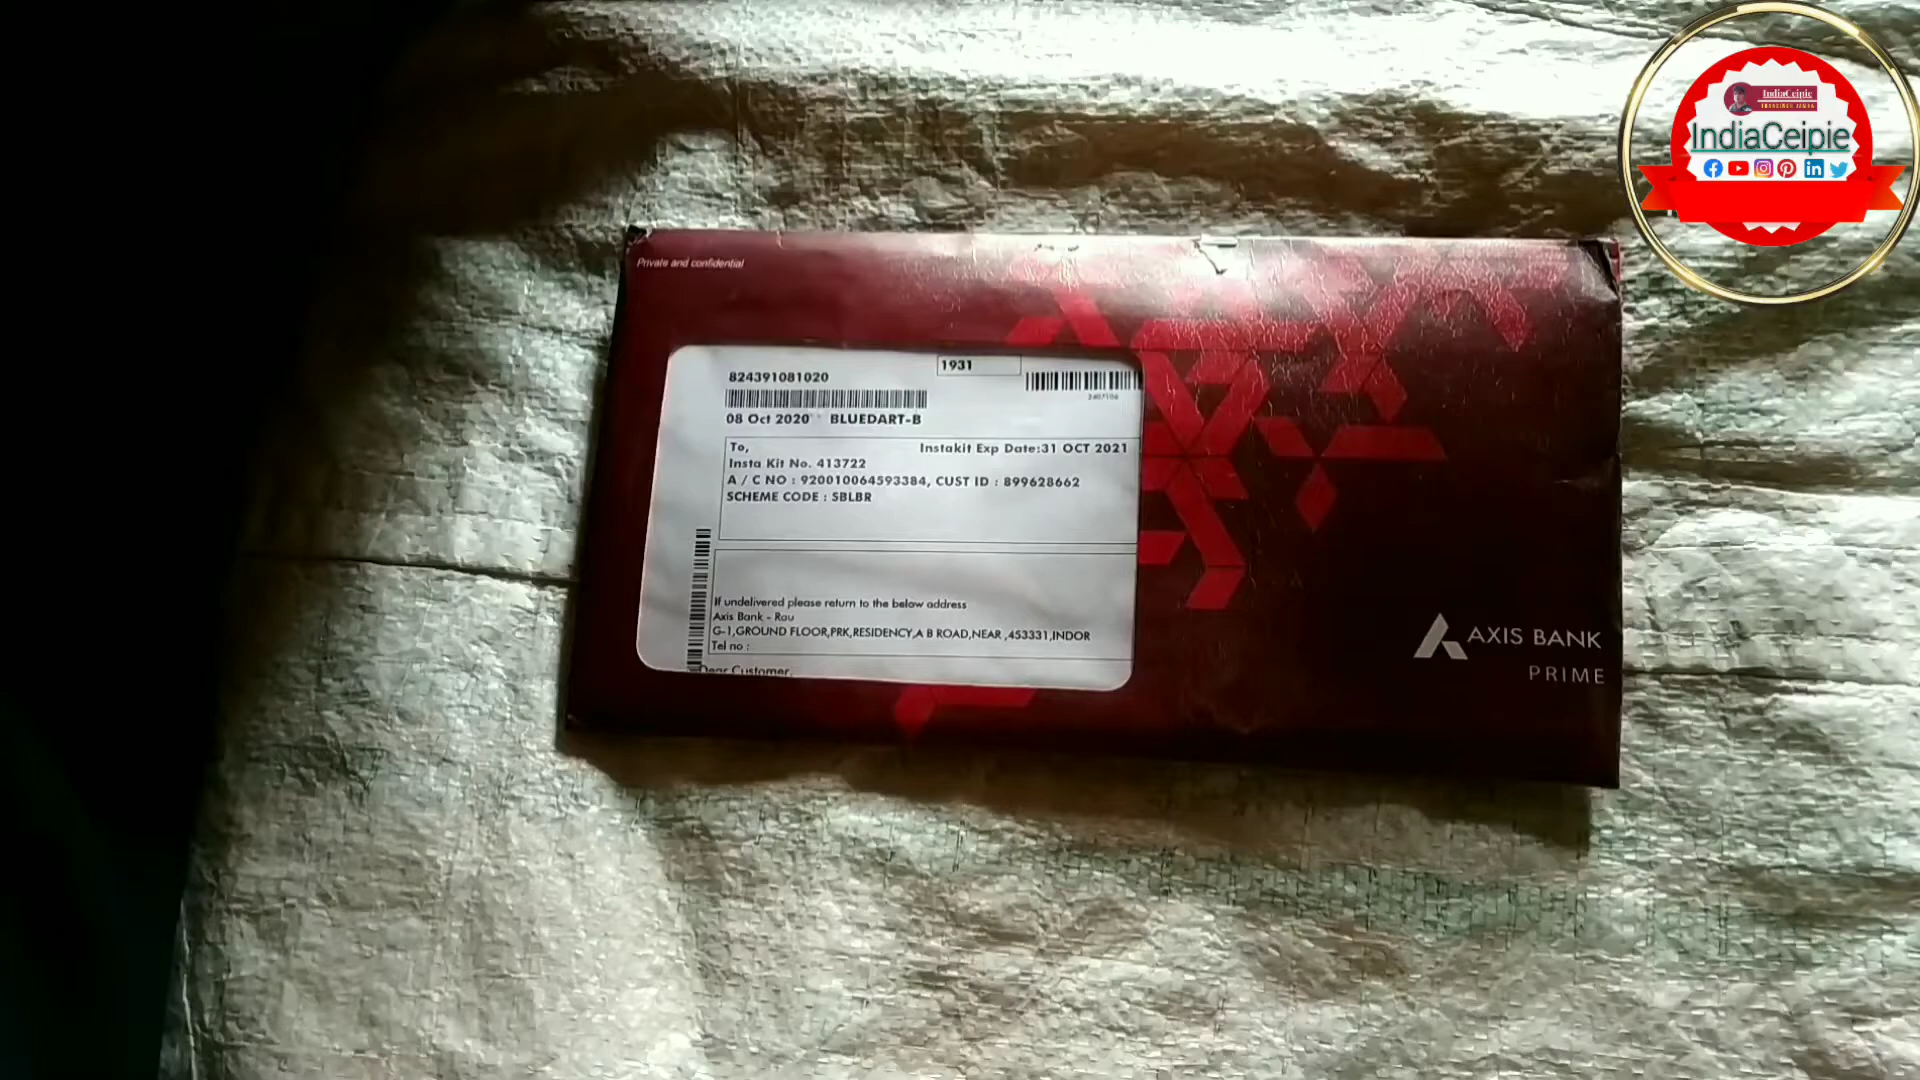 IndiaCeipie
IndiaCeipie
Private and confidential
1931
824391081020
08 Oct 2020 BLUEDART-B
To,
Instakit Exp Date:31 OCT 2021
Insta Kit No. 413722
A / C NO : 920010064593384, CUST ID : 899628662
SCHEME CODE : SBLBR
If undelivered please return to the below address
Axis Bank - Rau
G-1,GROUND FLOOR,PRK,RESIDENCY,A B ROAD,NEAR ,453331,INDOR
Tel no :
Dear Customer,
AXIS BANK
PRIME